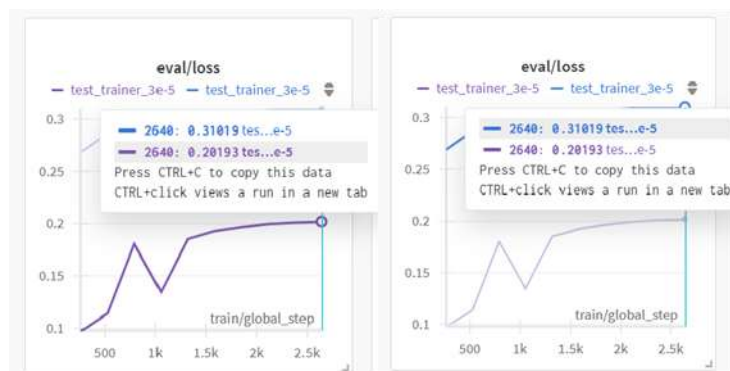 eval/loss
test_trainer_3e-5 test_trainer_3e-5
0.3
2640: 0.31019 tes...e-5
2640: 0.20193 tes...e-5
Press CTRL+C to copy this data
CTRL+click views a run in a new tab
0.25
0.2
0.15
0.1
train/global_step
500 1k 1.5k 2k 2.5k
eval/loss
test_trainer_3e-5 test_trainer_3e-5
0.3
2640: 0.31019 tes...e-5
2640: 0.20193 tes...e-5
Press CTRL+C to copy this data
CTRL+click views a run in a new tab
0.25
0.2
0.15
0.1
train/global_step
500 1k 1.5k 2k 2.5k